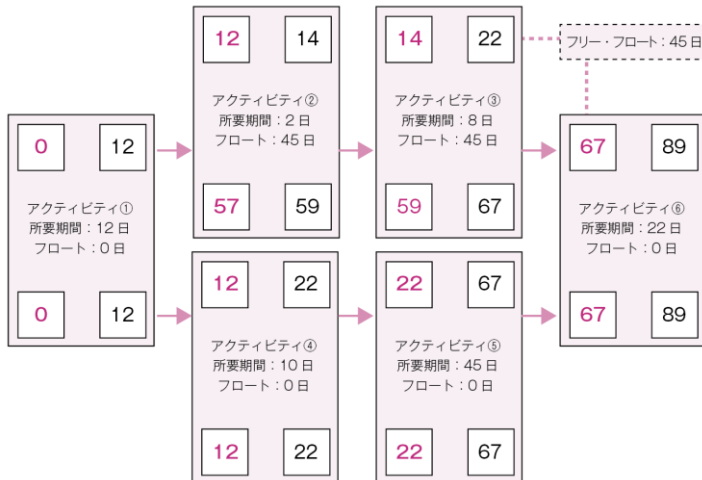 0 12
アクティビティ①
所要期間：12日
フロート：0日
0 12
12 14
アクティビティ②
所要期間：2日
フロート：45日
57 59
14 22
アクティビティ③
所要期間：8日
フロート：45日
59 67
フリー・フロート：45日
12 22
アクティビティ④
所要期間：10日
フロート：0日
12 22
22 67
アクティビティ⑤
所要期間：45日
フロート：0日
22 67
67 89
アクティビティ⑥
所要期間：22日
フロート：0日
67 89